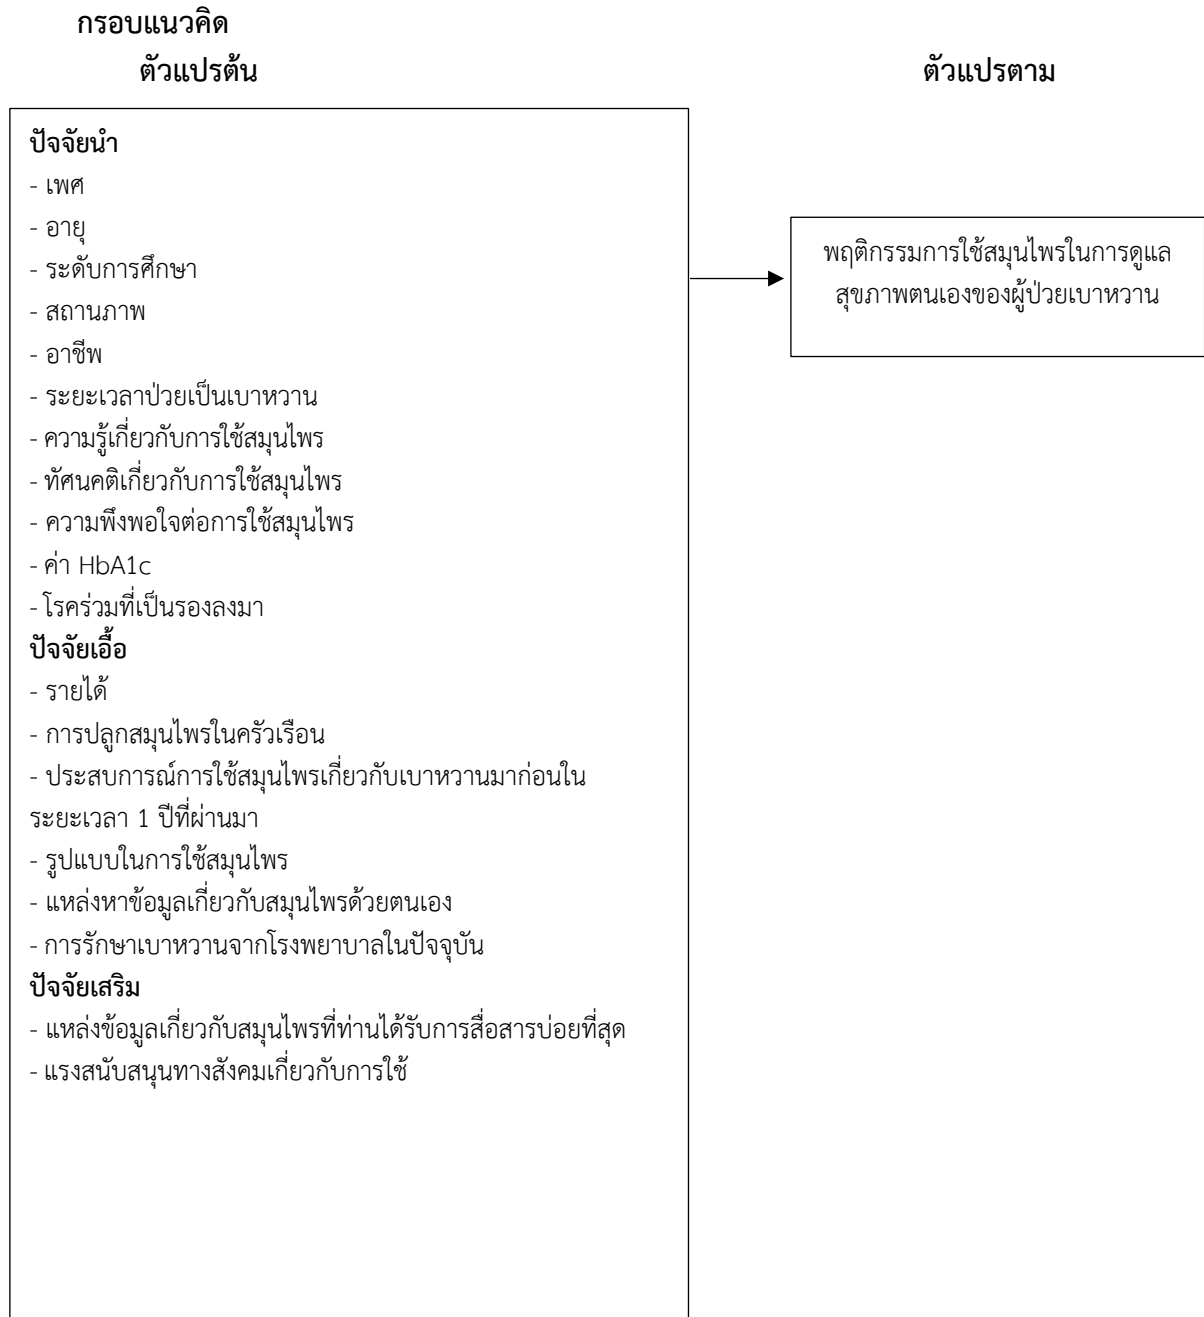 กรอบแนวคิด
ตัวแปรต้น
ตัวแปรตาม
ปัจจัยนำ
- เพศ
- อายุ
- ระดับการศึกษา
- สถานภาพ
- อาชีพ
- ระยะเวลาป่วยเป็นเบาหวาน
- ความรู้เกี่ยวกับการใช้สมุนไพร
- ทัศนคติเกี่ยวกับการใช้สมุนไพร
- ความพึงพอใจต่อการใช้สมุนไพร
- ค่า HbA1c
- โรคร่วมที่เป็นรองลงมา
ปัจจัยเอื้อ
- รายได้
- การปลูกสมุนไพรในครัวเรือน
- ประสบการณ์การใช้สมุนไพรเกี่ยวกับเบาหวานมาก่อนใน
ระยะเวลา 1 ปีที่ผ่านมา
- รูปแบบในการใช้สมุนไพร
- แหล่งหาข้อมูลเกี่ยวกับสมุนไพรด้วยตนเอง
- การรักษาเบาหวานจากโรงพยาบาลในปัจจุบัน
ปัจจัยเสริม
- แหล่งข้อมูลเกี่ยวกับสมุนไพรที่ท่านได้รับการสื่อสารบ่อยที่สุด
- แรงสนับสนุนทางสังคมเกี่ยวกับการใช้
พฤติกรรมการใช้สมุนไพรในการดูแล
สุขภาพตนเองของผู้ป่วยเบาหวาน